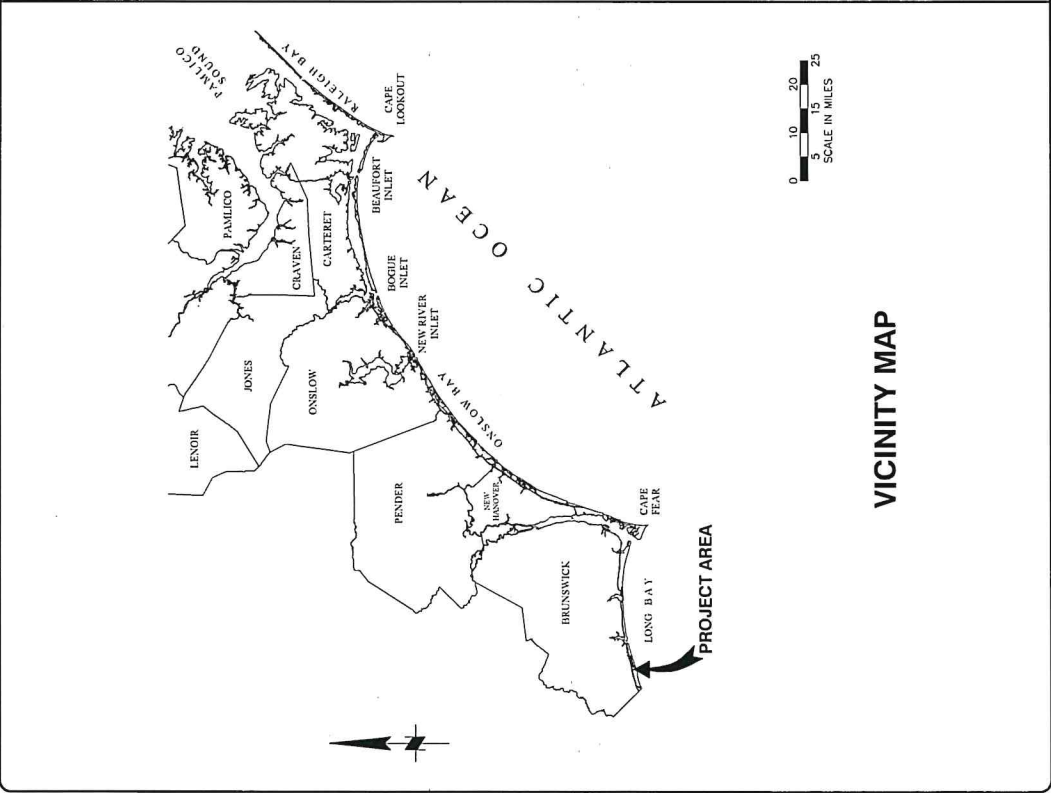 PAMLICO
SOUND
RALEIGH BAY
CAPE
LOOKOUT
BEAUFORT
INLET
PAMLICO
CRAVEN
CARTERET
BOGUE
INLET
NEW RIVER
INLET
JONES
ONSLOW
LENOIR
ONSLOW BAY
ATLANTIC OCEAN
PENDER
NEW
HANOVER
CAPE
FEAR
BRUNSWICK
LONG BAY
PROJECT AREA
0 5 10 15 20 25
SCALE IN MILES
VICINITY MAP